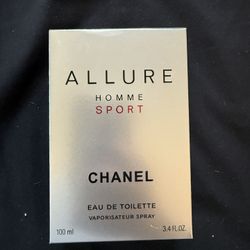 ALLURE
HOMME
SPORT
CHANEL
EAU DE TOILETTE
VAPORISATEUR SPRAY
100 ml 3.4 FL.OZ.